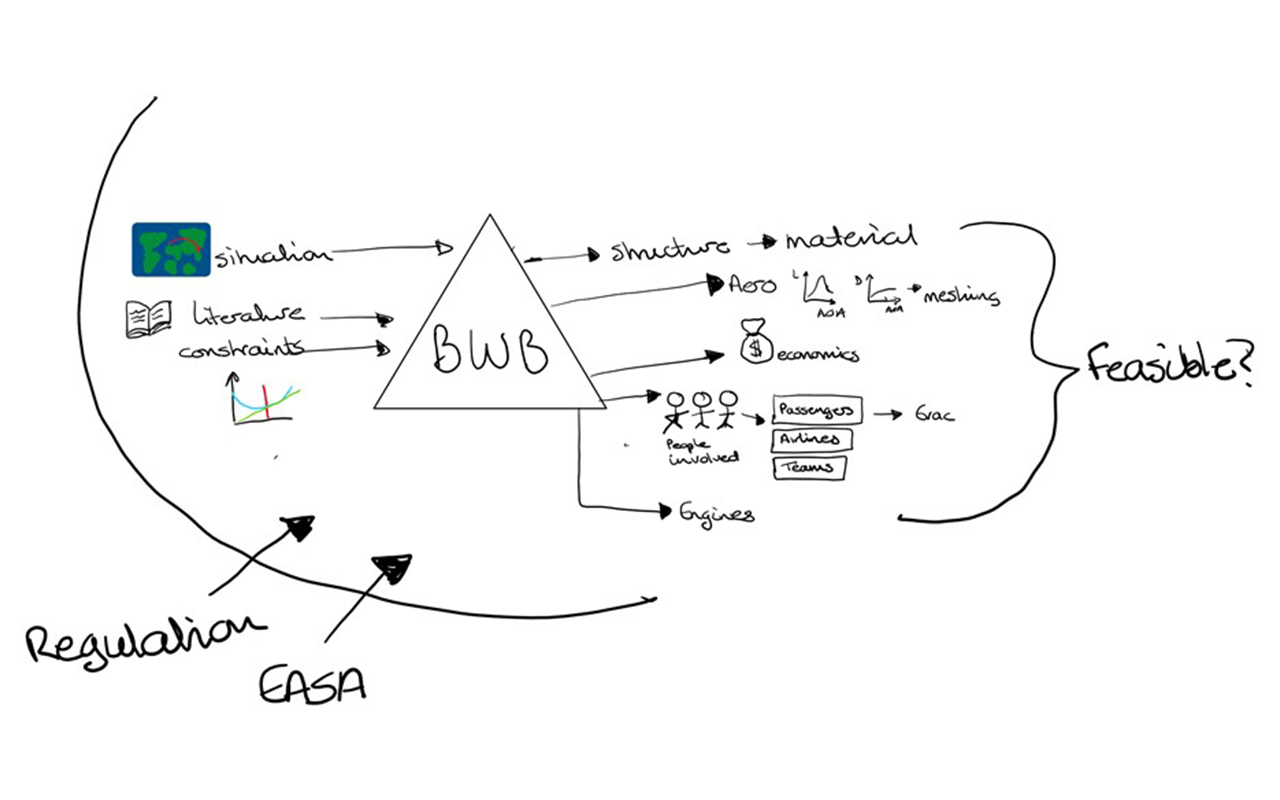 situation
Literature
constraints
BWB
structure
material
Aero
L
AOA
D
AOA
meshing
$
economics
People
involved
Passengers
Airlines
Teams
Engines
Feasible?
Regulation
EASA